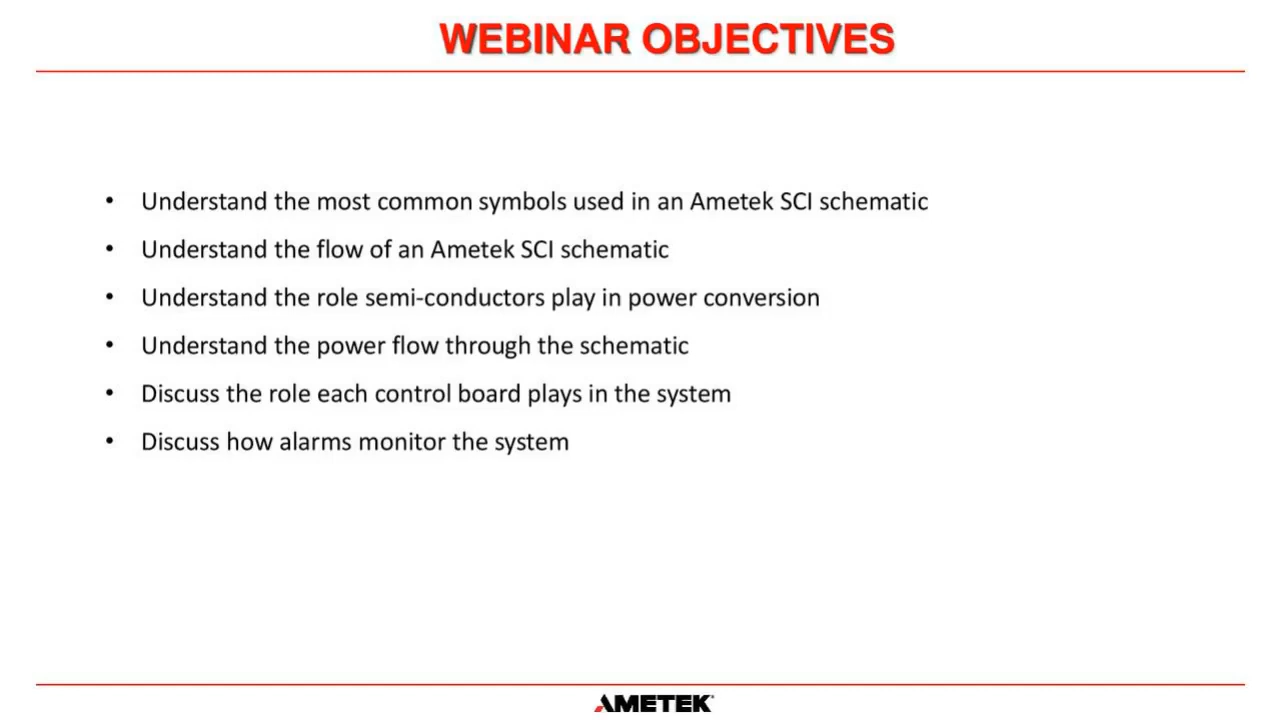 WEBINAR OBJECTIVES
• Understand the most common symbols used in an Ametek SCI schematic
• Understand the flow of an Ametek SCI schematic
• Understand the role semi-conductors play in power conversion
• Understand the power flow through the schematic
• Discuss the role each control board plays in the system
• Discuss how alarms monitor the system
AMETEK